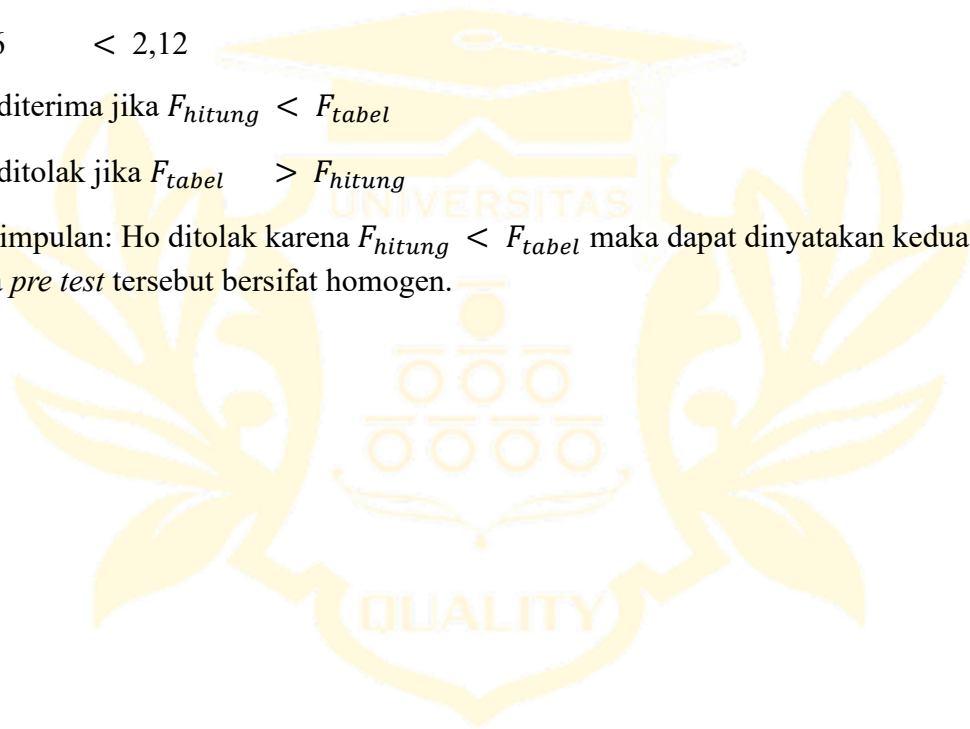 6 < 2,12
diterima jika F_hitung < F_tabel
ditolak jika F_tabel > F_hitung
UNIVERSITAS
impulan: Ho ditolak karena F_hitung < F_tabel maka dapat dinyatakan kedua
pre test tersebut bersifat homogen.
QUALITY